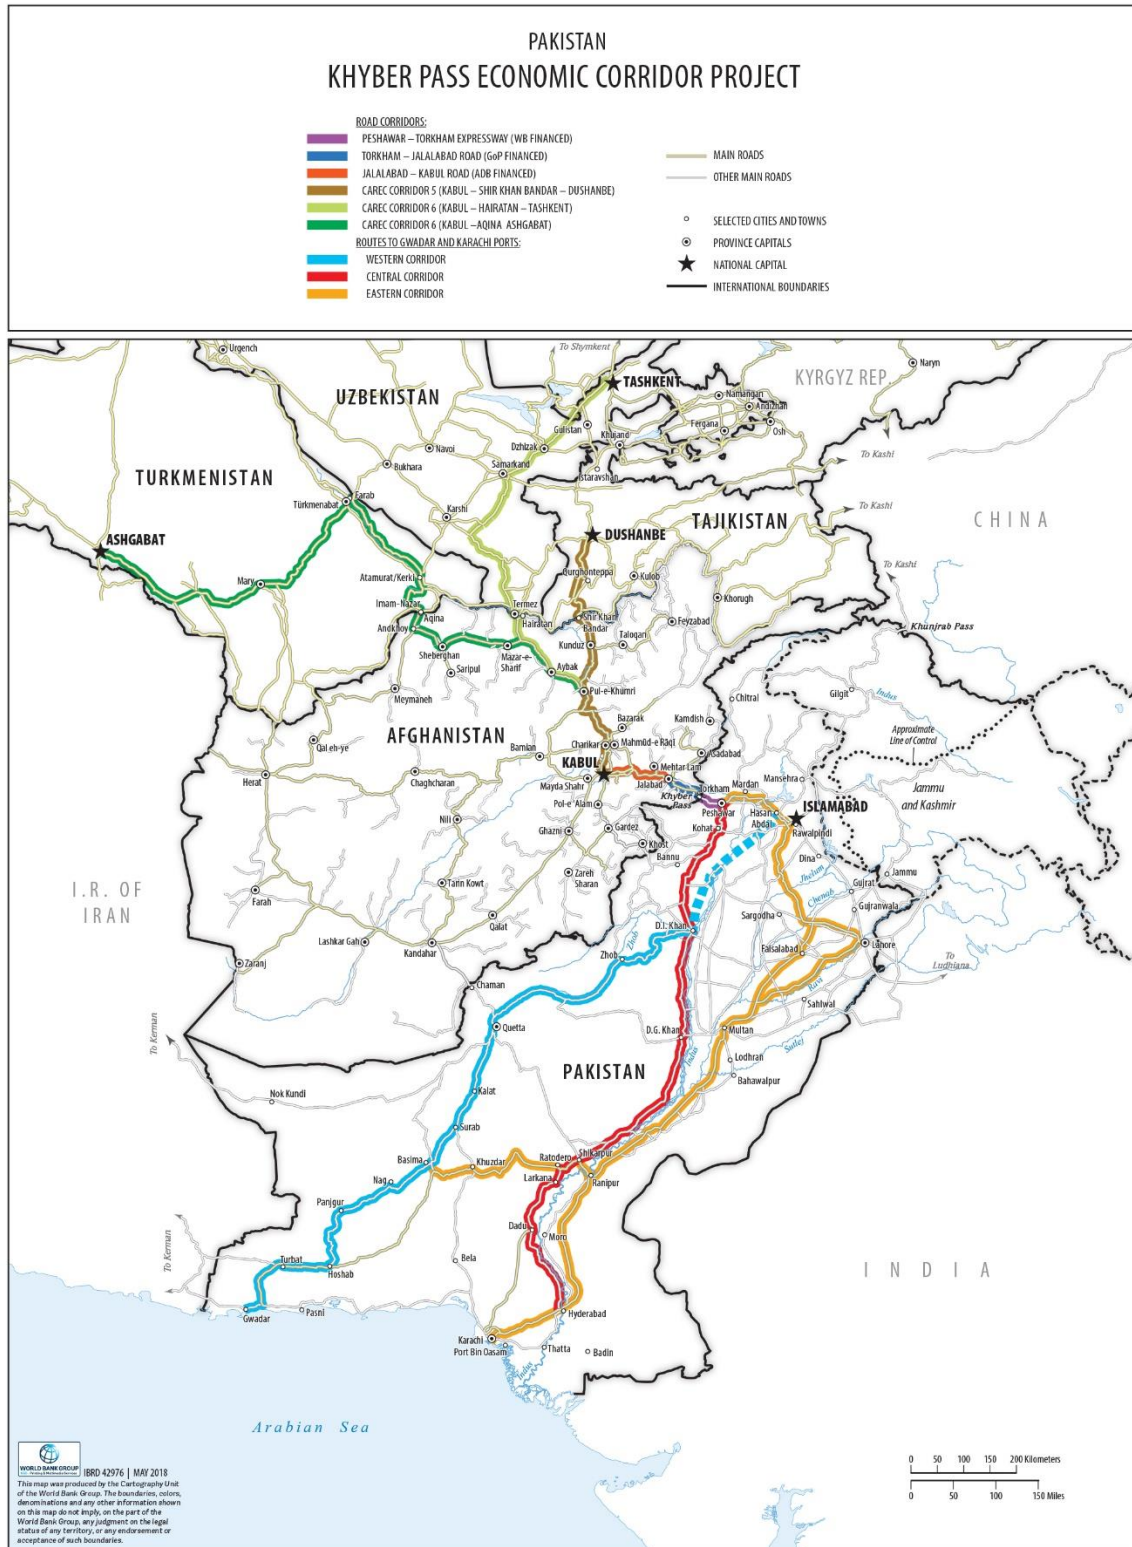 PAKISTAN
KHYBER PASS ECONOMIC CORRIDOR PROJECT
ROAD CORRIDORS:
PESHAWAR – TORKHAM EXPRESSWAY (WB FINANCED)
TORKHAM – JALALABAD ROAD (GoP FINANCED)
JALALABAD – KABUL ROAD (ADB FINANCED)
CAREC CORRIDOR 5 (KABUL – SHIR KHAN BANDAR – DUSHANBE)
CAREC CORRIDOR 6 (KABUL – HAIRATAN – TASHKENT)
CAREC CORRIDOR 6 (KABUL –AQINA ASHGABAT)
ROUTES TO GWADAR AND KARACHI PORTS:
WESTERN CORRIDOR
CENTRAL CORRIDOR
EASTERN CORRIDOR
MAIN ROADS
OTHER MAIN ROADS
SELECTED CITIES AND TOWNS
PROVINCE CAPITALS
NATIONAL CAPITAL
INTERNATIONAL BOUNDARIES
Urgench
To Shymkent
Naryn
TASHKENT
KYRGYZ REP.
UZBEKISTAN
Namangan
Andizhan
Gulistan
Fergana
Osh
Khujand
Dzhizak
Navoi
To Kashi
Bukhara
Samarkand
Istaravshan
TURKMENISTAN
Farab
Türkmenabat
Karshi
To Kashi
TAJIKISTAN
CHINA
DUSHANBE
ASHGABAT
To Kashi
Qurghonteppa
Kulob
Atamurat/Kerki
Mary
Khorugh
Imam-Nazar
Aqina
Termez
Hairatan
Shir Khan
Bandar
Feyzabad
Khunjrab Pass
Andkhoy
Kunduz
Taloqan
Sheberghan
Mazar-e-
Sharif
Saripul
Aybak
Meymaneh
Pul-e-Khumri
Chitral
Gilgit
Indus
Bazarak
Kamdish
Approximate
Line of Control
AFGHANISTAN
Qal eh-ye
Charikar
Mahmūd-e Rāqī
Bamian
Asadabad
Herat
Chaghcharan
KABUL
Mehtar Lam
Mayda Shahr
Jalabad
Torkham
Mardan
Mansehra
Jammu
and Kashmir
Khyber
Pass
Pol-e 'Alam
Peshawar
Hasan
Abdal
ISLAMABAD
Rawalpindi
Nili
Ghazni
Gardez
Kohat
Khost
Bannu
Dina
Jhelum
Jammu
Zareh
Sharan
Tarin Kowt
Chenab
Gujrat
I.R. OF
IRAN
Farah
Qalat
Sargodha
Gujranwala
D.I. Khan
Lashkar Gah
Kandahar
Zhob
Zhob
Faisalabad
Lahore
To
Ludhiana
Zaranj
Chaman
Ravi
Sahiwal
Quetta
To Kerman
D.G. Khan
Indus
Multan
Sutlej
Lodhran
PAKISTAN
Bahawalpur
Nok Kundi
Kalat
Surab
Basima
Khuzdar
Ratodero
Shikarpur
Larkana
Ranipur
Nag
Panjgur
Dadu
Moro
To Kerman
Bela
Turbat
Hoshab
INDIA
Gwadar
Pasni
Hyderabad
Karachi
Port Bin Qasam
Thatta
Badin
Indus
Arabian Sea
WORLD BANK GROUP
IBRD 42976 | MAY 2018
This map was produced by the Cartography Unit
of the World Bank Group. The boundaries, colors,
denominations and any other information shown
on this map do not imply, on the part of the
World Bank Group, any judgment on the legal
status of any territory, or any endorsement or
acceptance of such boundaries.
0 50 100 150 200 Kilometers
0 50 100 150 Miles